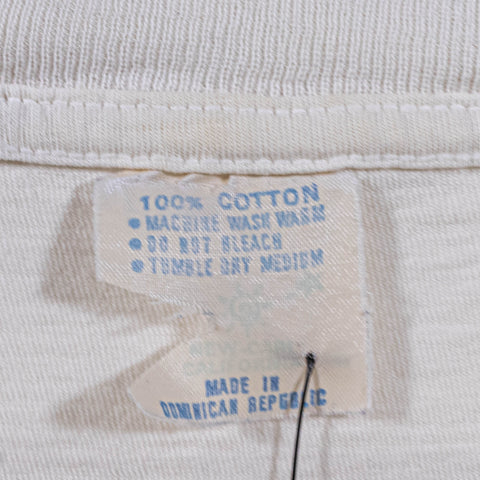 100% COTTON
• MACHINE WASH WARM
• DO NOT BLEACH
• TUMBLE DRY MEDIUM
MADE IN
DOMINICAN REPUBLIC